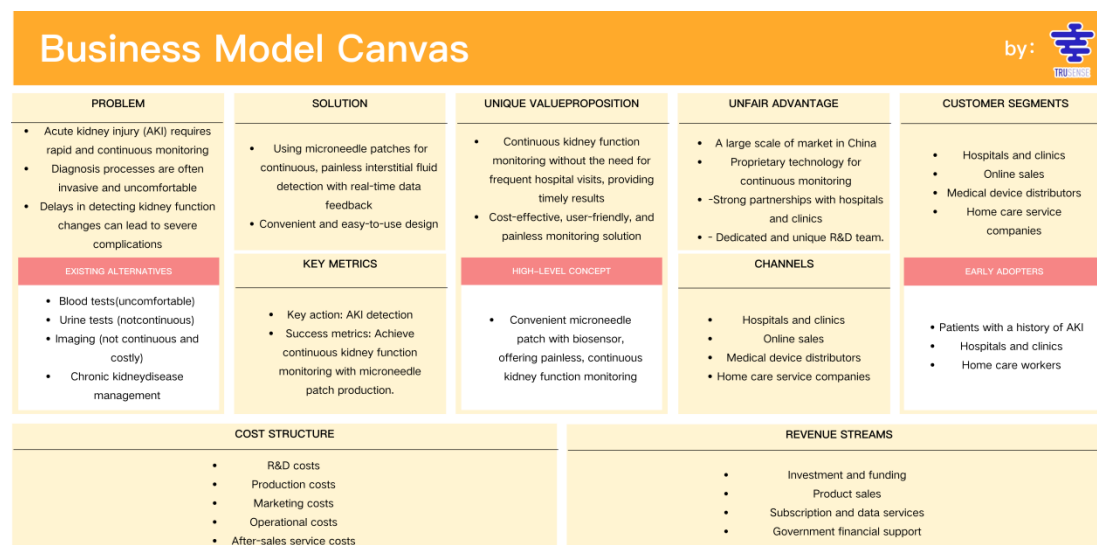 Business Model Canvas
by:
TRUSENSE
PROBLEM
• Acute kidney injury (AKI) requires
rapid and continuous monitoring
• Diagnosis processes are often
invasive and uncomfortable
• Delays in detecting kidney function
changes can lead to severe
complications
EXISTING ALTERNATIVES
• Blood tests(uncomfortable)
• Urine tests (notcontinuous)
• Imaging (not continuous and
costly)
• Chronic kidneydisease
management
SOLUTION
• Using microneedle patches for
continuous, painless interstitial fluid
detection with real-time data
feedback
• Convenient and easy-to-use design
KEY METRICS
• Key action: AKI detection
• Success metrics: Achieve
continuous kidney function
monitoring with microneedle
patch production.
UNIQUE VALUEPROPOSITION
• Continuous kidney function
monitoring without the need for
frequent hospital visits, providing
timely results
• Cost-effective, user-friendly, and
painless monitoring solution
HIGH-LEVEL CONCEPT
• Convenient microneedle
patch with biosensor,
offering painless, continuous
kidney function monitoring
UNFAIR ADVANTAGE
• A large scale of market in China
• Proprietary technology for
continuous monitoring
• -Strong partnerships with hospitals
and clinics
• - Dedicated and unique R&D team.
CHANNELS
• Hospitals and clinics
• Online sales
• Medical device distributors
• Home care service companies
CUSTOMER SEGMENTS
• Hospitals and clinics
• Online sales
• Medical device distributors
• Home care service
companies
EARLY ADOPTERS
• Patients with a history of AKI
• Hospitals and clinics
• Home care workers
COST STRUCTURE
• R&D costs
• Production costs
• Marketing costs
• Operational costs
• After-sales service costs
REVENUE STREAMS
• Investment and funding
• Product sales
• Subscription and data services
• Government financial support